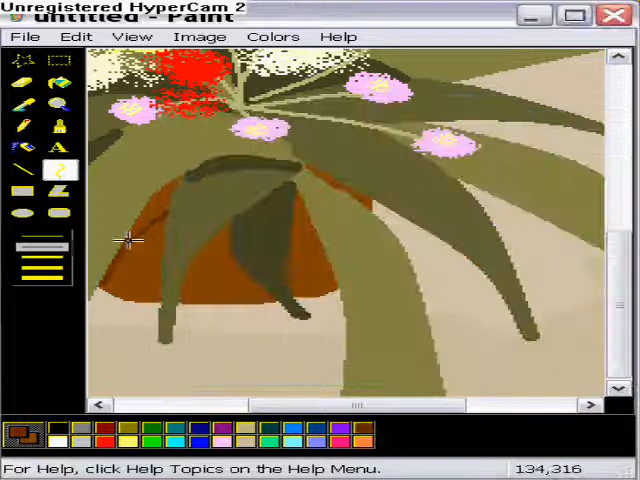 Unregistered HyperCam 2
untitled - Paint
File Edit View Image Colors Help
A
For Help, click Help Topics on the Help Menu.
134,316